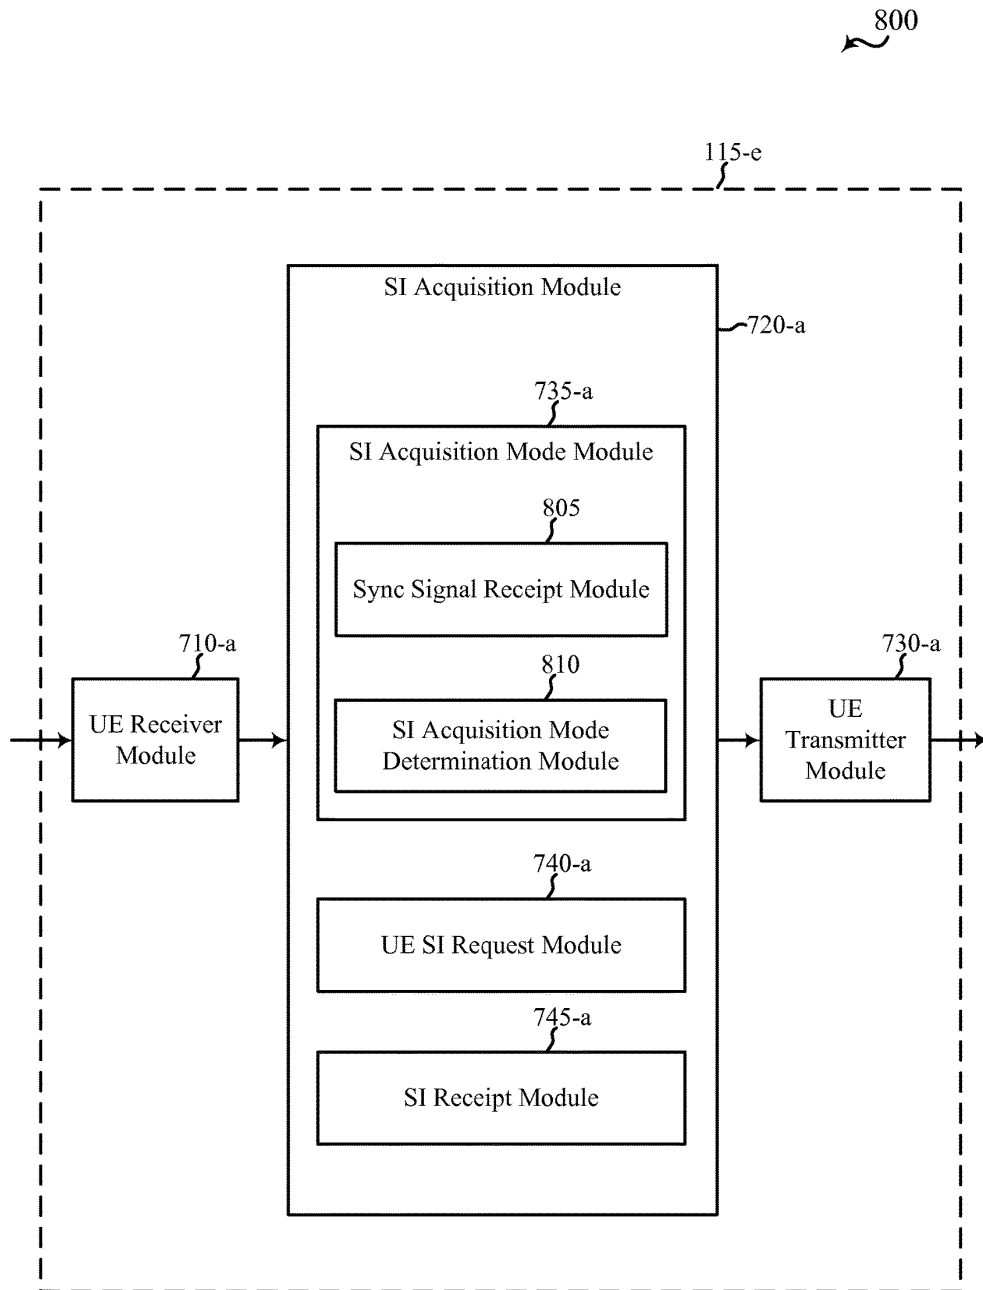 800
115-e
SI Acquisition Module
720-a
735-a
SI Acquisition Mode Module
805
Sync Signal Receipt Module
710-a
UE Receiver
Module
810
SI Acquisition Mode
Determination Module
730-a
UE
Transmitter
Module
740-a
UE SI Request Module
745-a
SI Receipt Module